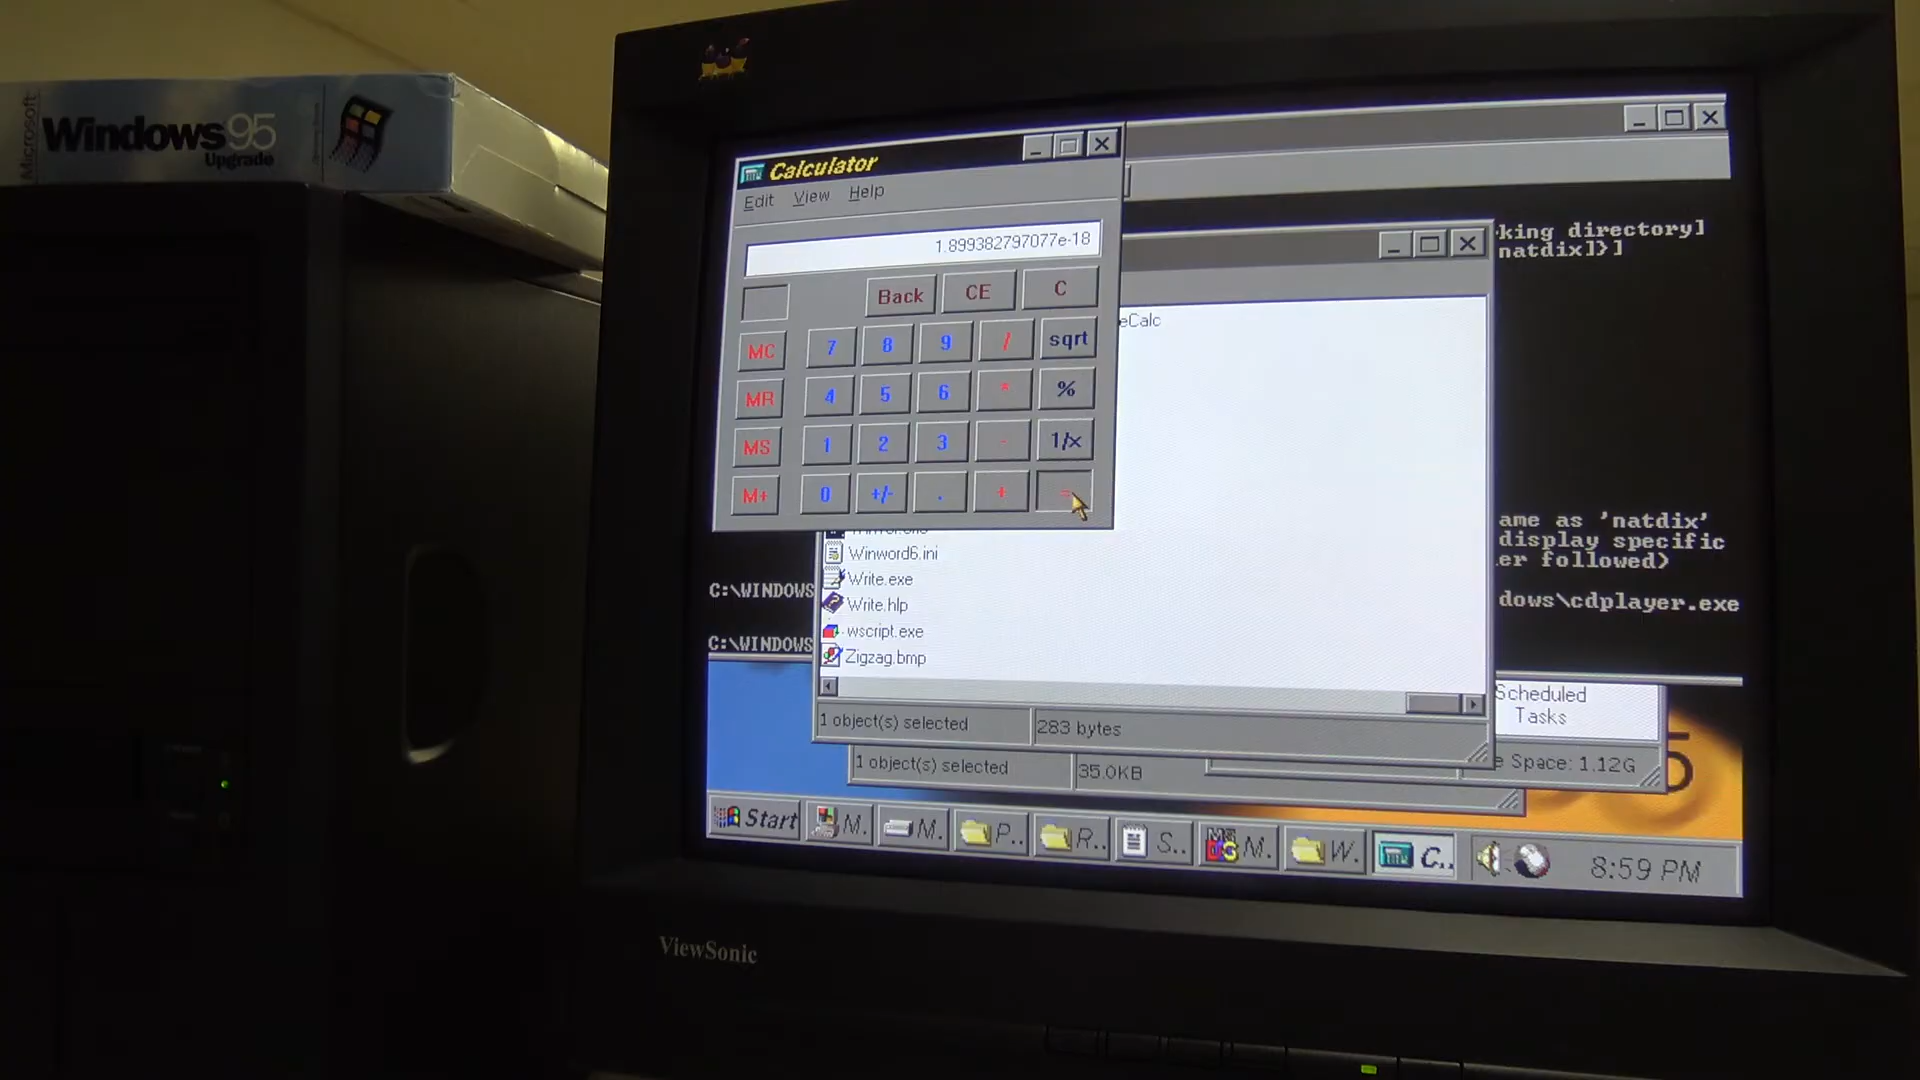 Microsoft
Windows 95
Upgrade
Calculator
Edit View Help
1.899382797077e-18
Back CE C
MC 7 8 9 / sqrt
MR 4 5 6 * %
MS 1 2 3 - 1/x
M+ 0 +/- . + =
king directory]
natdix]}]
eCalc
Winword6.ini
Write.exe
Write.hlp
wscript.exe
Zigzag.bmp
1 object(s) selected 283 bytes
1 object(s) selected 35.0KB
ame as 'natdix'
display specific
er followed>
C:\WINDOWS
dows\cdplayer.exe
C:\WINDOWS
Scheduled
Tasks
e Space: 1.12G
5
Start M. M. P.. R.. S.. M. W. C.. 8:59 PM
ViewSonic